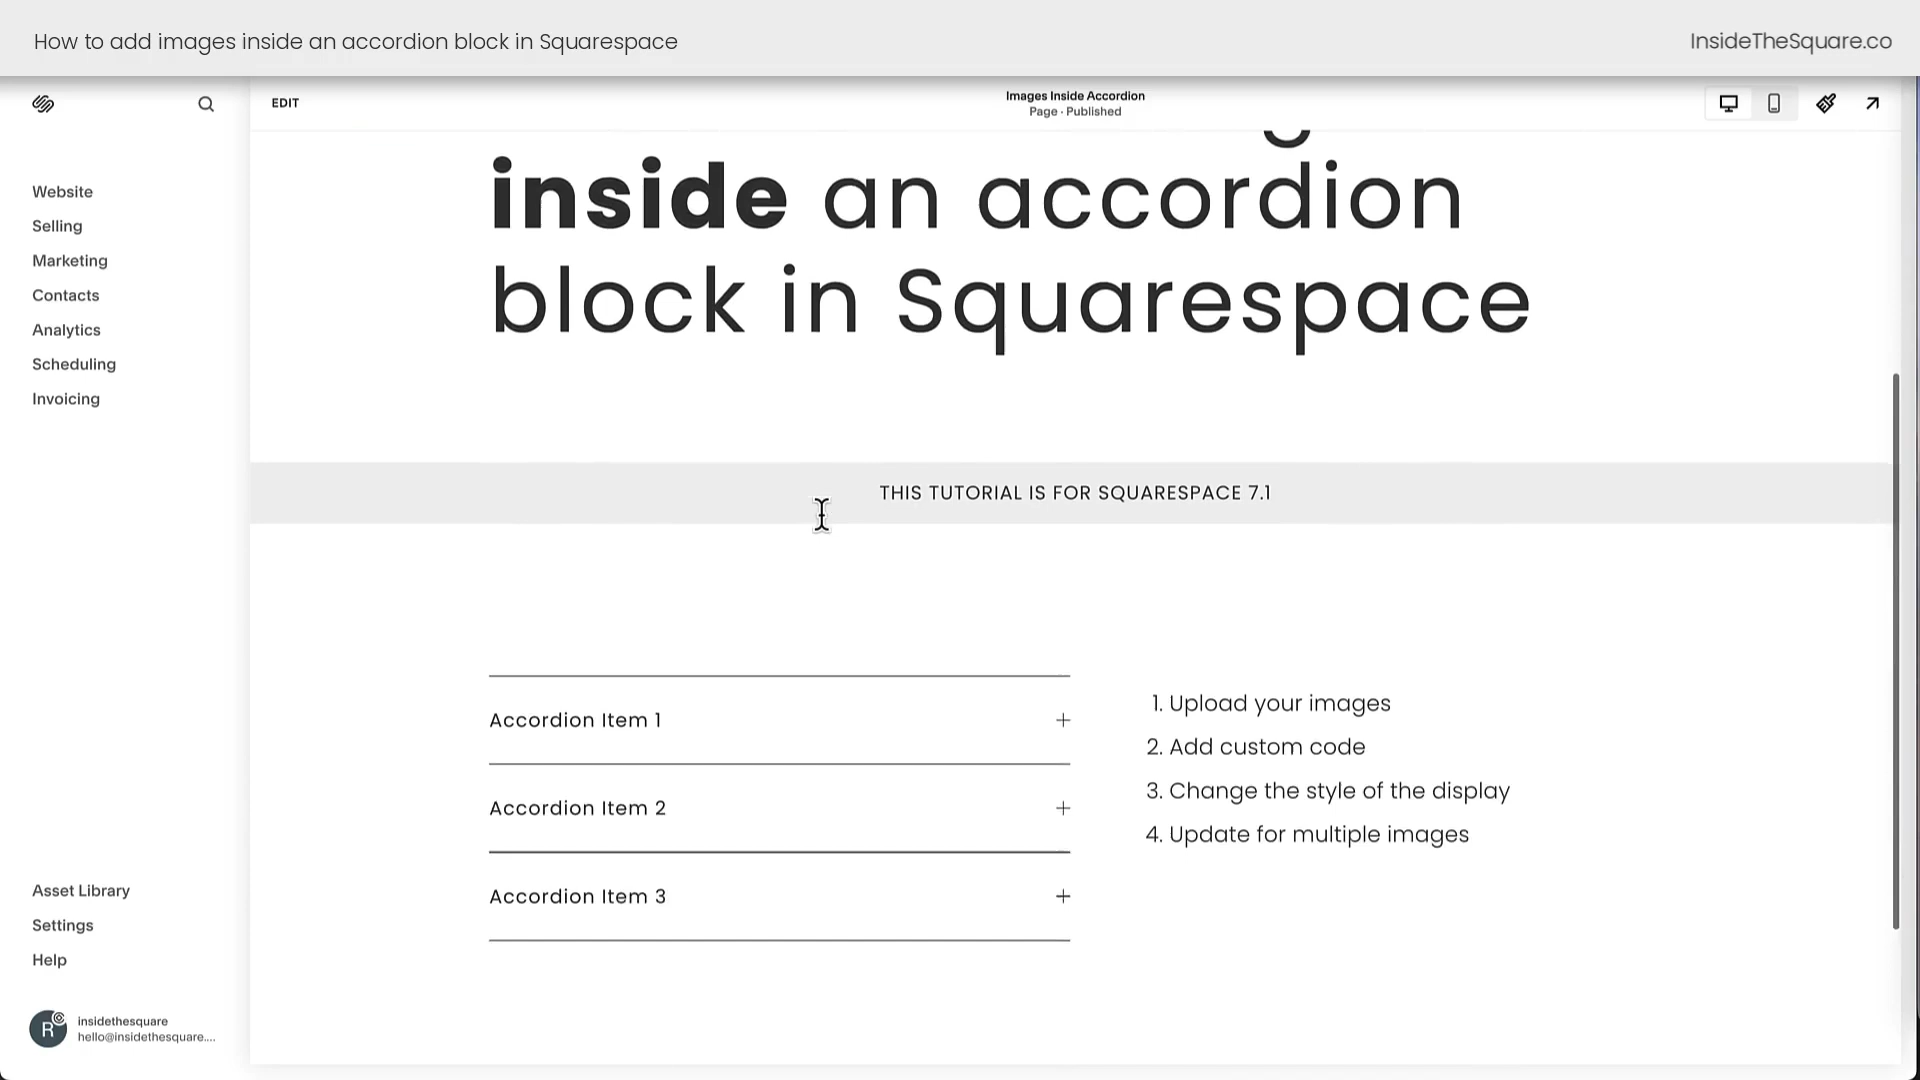 How to add images inside an accordion block in Squarespace
InsideTheSquare.co
EDIT
Images Inside Accordion
Page · Published
Website
Selling
Marketing
Contacts
Analytics
Scheduling
Invoicing
Asset Library
Settings
Help
R
insidethesquare
hello@insidethesquare....
inside an accordion
block in Squarespace
THIS TUTORIAL IS FOR SQUARESPACE 7.1
Accordion Item 1
Accordion Item 2
Accordion Item 3
1. Upload your images
2. Add custom code
3. Change the style of the display
4. Update for multiple images